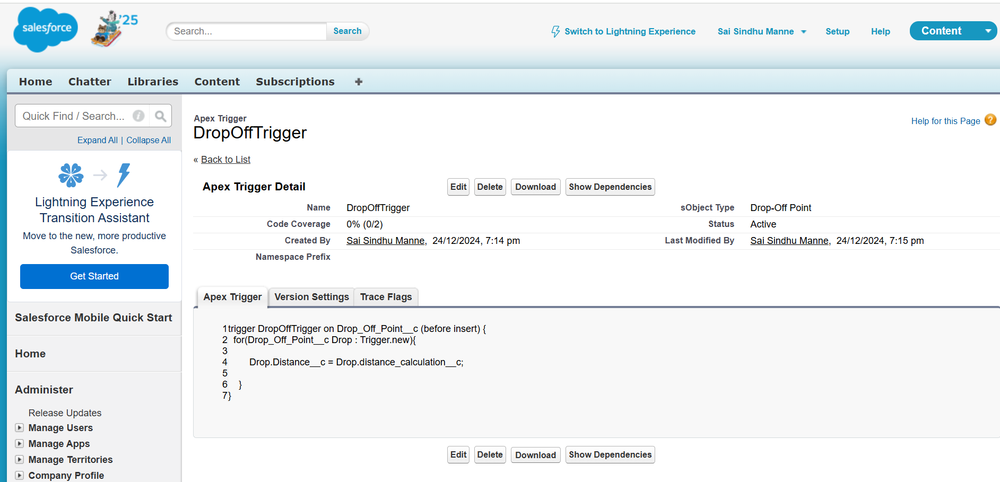 salesforce
'25
Search...
Search
Switch to Lightning Experience
Sai Sindhu Manne
Setup
Help
Content
Home
Chatter
Libraries
Content
Subscriptions
+
Quick Find / Search...
i
Expand All | Collapse All
Lightning Experience
Transition Assistant
Move to the new, more productive
Salesforce.
Get Started
Salesforce Mobile Quick Start
Home
Administer
Release Updates
Manage Users
Manage Apps
Manage Territories
Company Profile
Apex Trigger
DropOffTrigger
Help for this Page ?
« Back to List
Apex Trigger Detail
Edit
Delete
Download
Show Dependencies
Name DropOffTrigger
sObject Type Drop-Off Point
Code Coverage 0% (0/2)
Status Active
Created By Sai Sindhu Manne, 24/12/2024, 7:14 pm
Last Modified By Sai Sindhu Manne, 24/12/2024, 7:15 pm
Namespace Prefix
Apex Trigger
Version Settings
Trace Flags
1trigger DropOffTrigger on Drop_Off_Point__c (before insert) {
2 for(Drop_Off_Point__c Drop : Trigger.new){
3
4 Drop.Distance__c = Drop.distance_calculation__c;
5
6 }
7}
Edit
Delete
Download
Show Dependencies